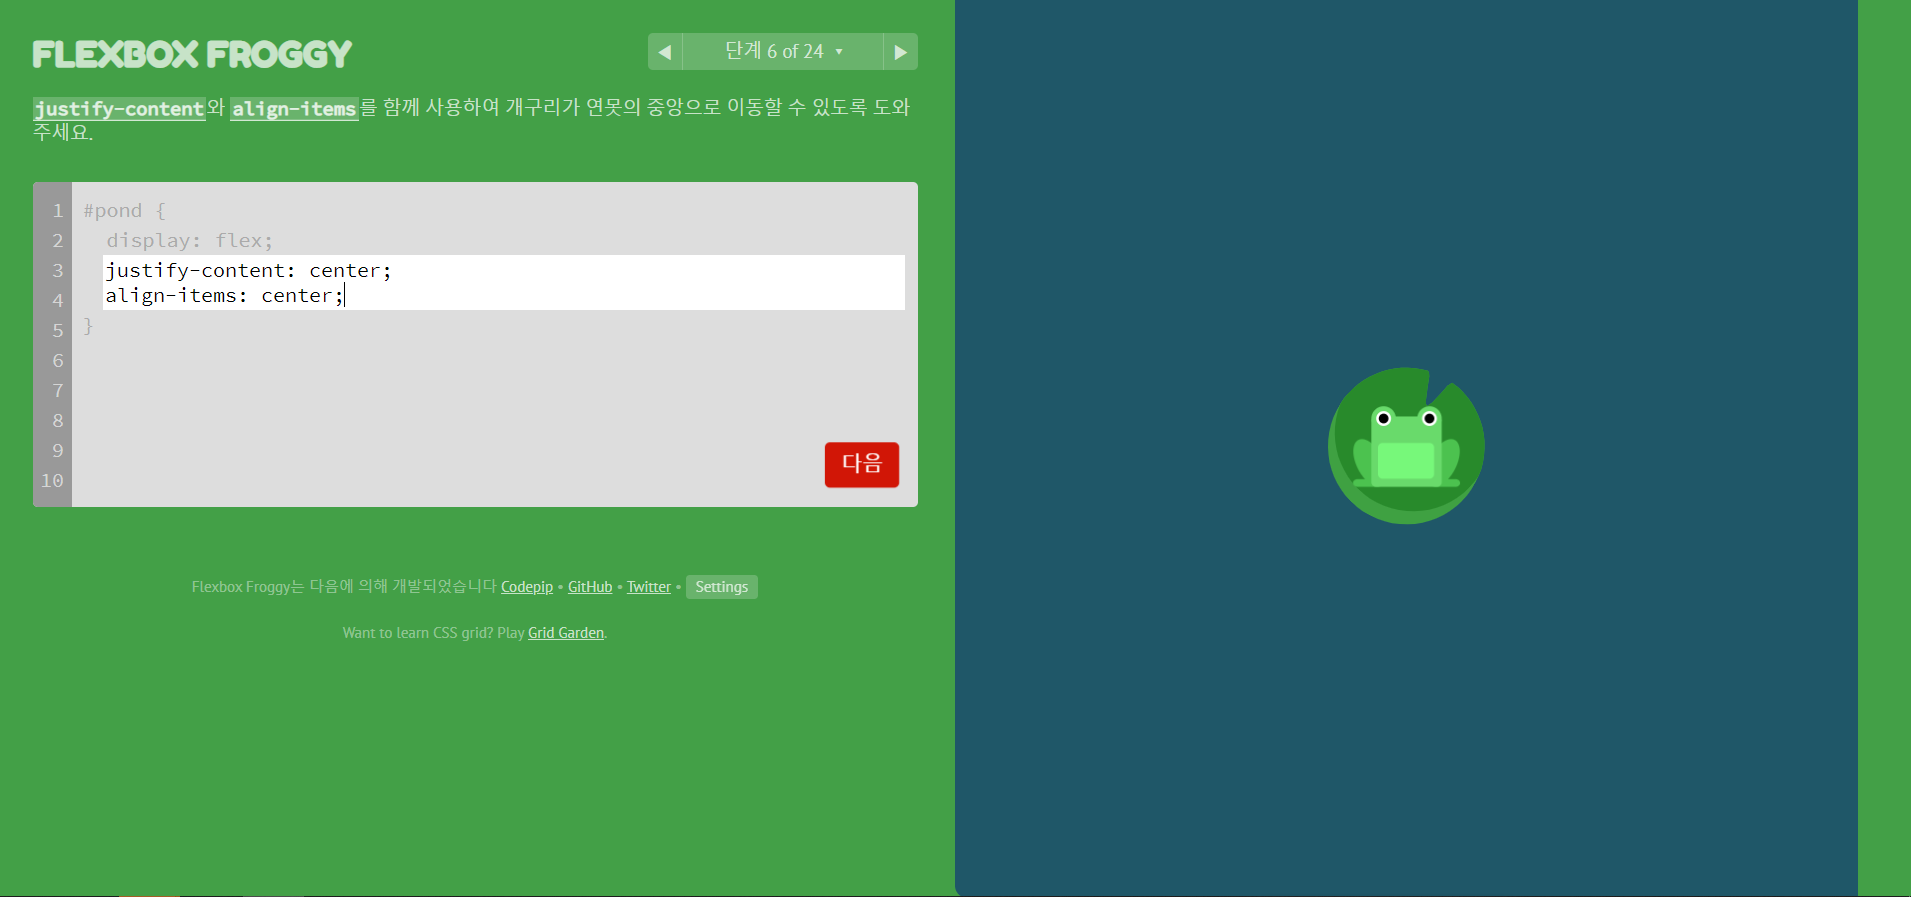 FLEXBOX FROGGY
◀ 단계 6 of 24 ▼ ▶
justify-content와 align-items를 함께 사용하여 개구리가 연못의 중앙으로 이동할 수 있도록 도와
주세요.
1 #pond {
2 display: flex;
3 justify-content: center;
4 align-items: center;
5 }
6
7
8
9
10
다음
Flexbox Froggy는 다음에 의해 개발되었습니다 Codepip • GitHub • Twitter • Settings
Want to learn CSS grid? Play Grid Garden.